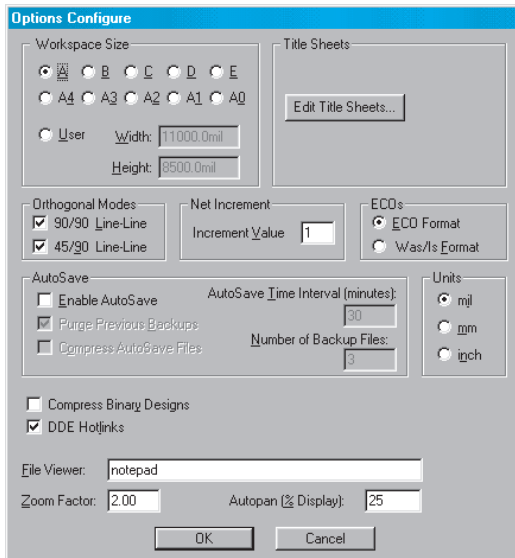 Options Configure
Workspace Size
A B C D E
A4 A3 A2 A1 A0
User Width: 11000.0mil
Height: 8500.0mil
Title Sheets
Edit Title Sheets...
Orthogonal Modes
90/90 Line-Line
45/90 Line-Line
Net Increment
Increment Value 1
ECOs
ECO Format
Was/Is Format
AutoSave
Enable AutoSave
Purge Previous Backups
Compress AutoSave Files
AutoSave Time Interval (minutes):
30
Number of Backup Files:
3
Units
mil
mm
inch
Compress Binary Designs
DDE Hotlinks
File Viewer: notepad
Zoom Factor: 2.00 Autopan (% Display): 25
OK Cancel